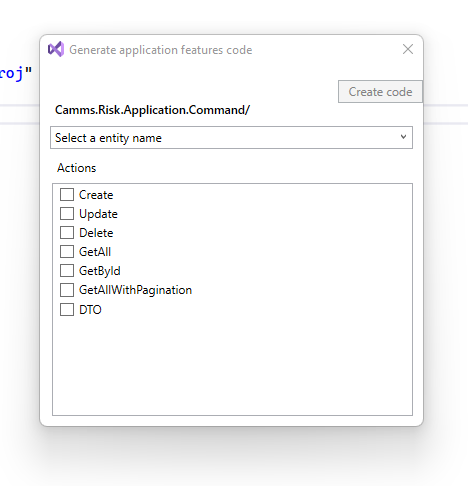 Generate application features code
roj"
Create code
Camms.Risk.Application.Command/
Select a entity name
Actions
Create
Update
Delete
GetAll
GetById
GetAllWithPagination
DTO